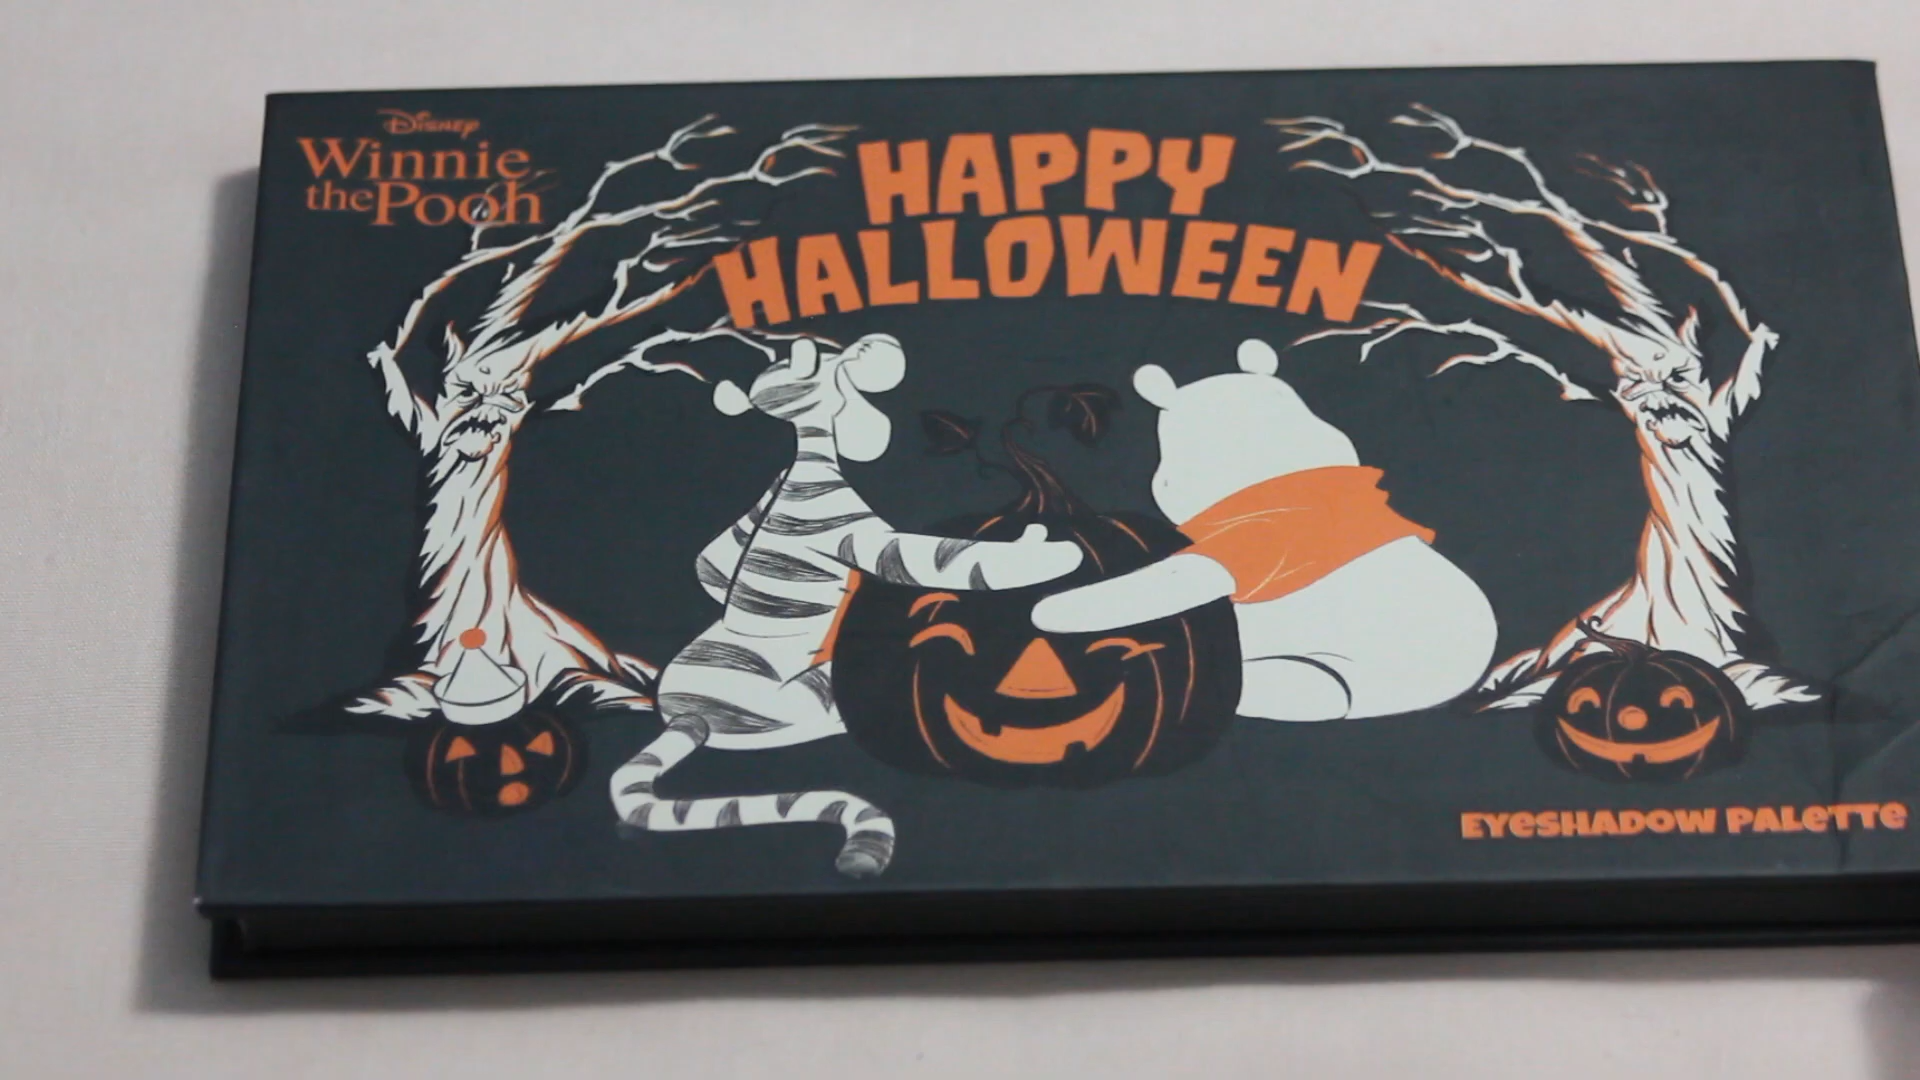 Disney
Winnie
the Pooh
HAPPY
HALLOWEEN
EYESHADOW PALETTE